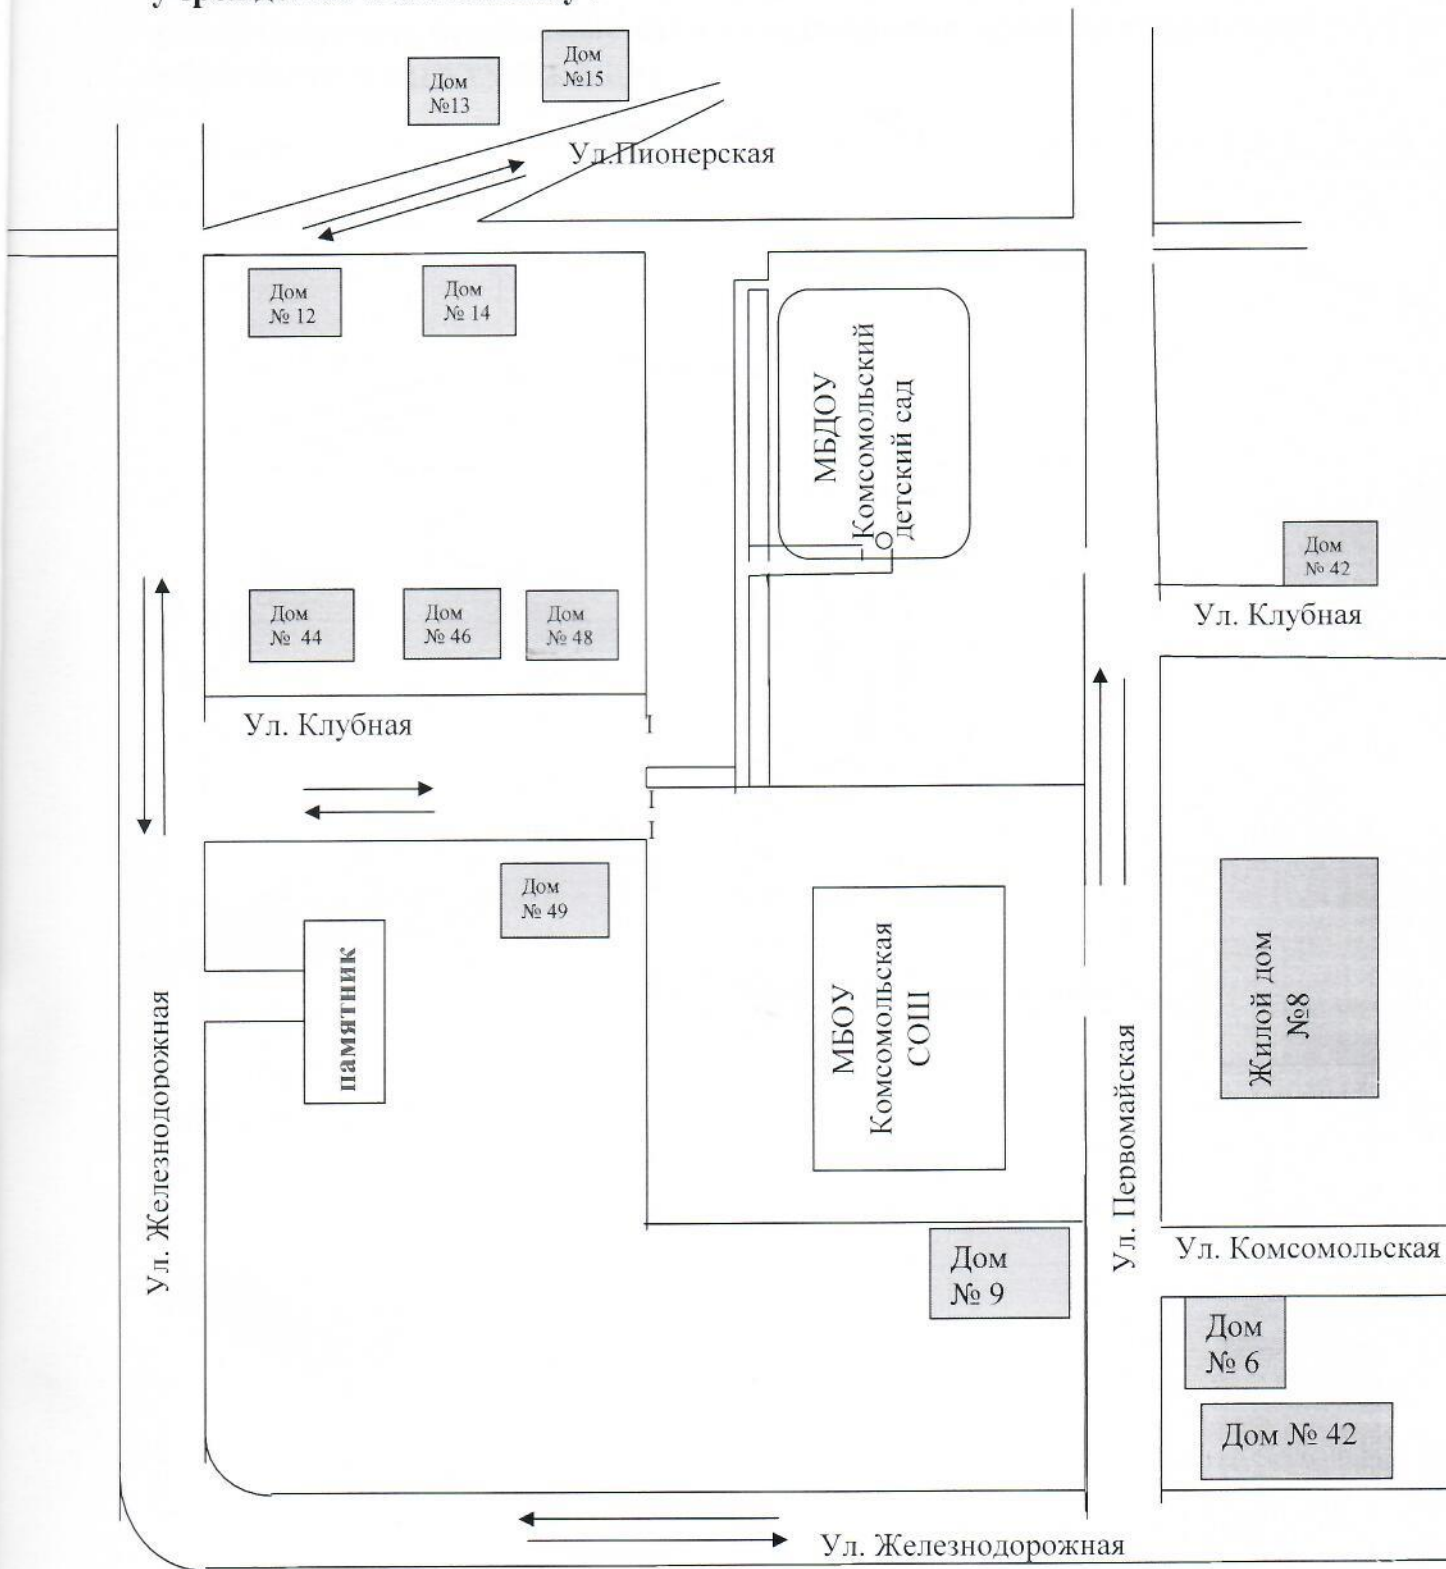 Дом
№15
Дом
№13
Ул.Пионерская
Дом
№ 12
Дом
№ 14
МБДОУ
Комсомольский
детский сад
Дом
№ 42
Ул. Клубная
Дом
№ 44
Дом
№ 46
Дом
№ 48
Ул. Клубная
Дом
№ 49
памятник
МБОУ
Комсомольская
СОШ
Жилой дом
№8
Ул. Железнодорожная
Ул. Первомайская
Ул. Комсомольская
Дом
№ 9
Дом
№ 6
Дом № 42
Ул. Железнодорожная